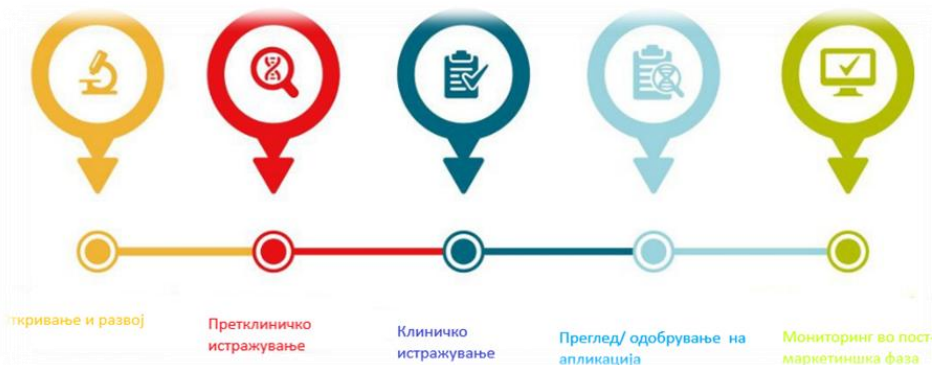 ткривање и развој
Претклиничко
истражување
Клиничко
истражување
Преглед/ одобрување на
апликација
Мониторинг во пост-
маркетиншка фаза